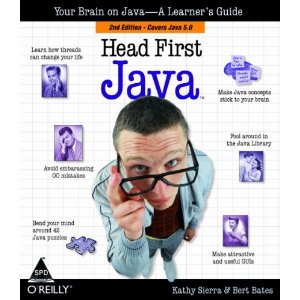 Your Brain on Java—A Learner's Guide
2nd Edition - Covers Java 5.0
Head First
Java
TM
Learn how threads
can change your life
Make Java concepts
stick to your brain
Avoid embarassing
OO mistakes
Fool around in
the Java Library
Bend your mind
around 42
Java puzzles
Make attractive
and useful GUIs
SPD
O'REILLY
Kathy Sierra & Bert Bates